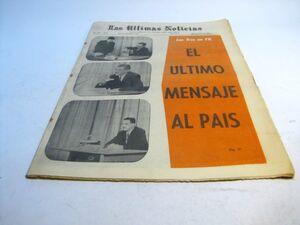 Las Ultimas Noticias
EL
ULTIMO
MENSAJE
AL PAIS